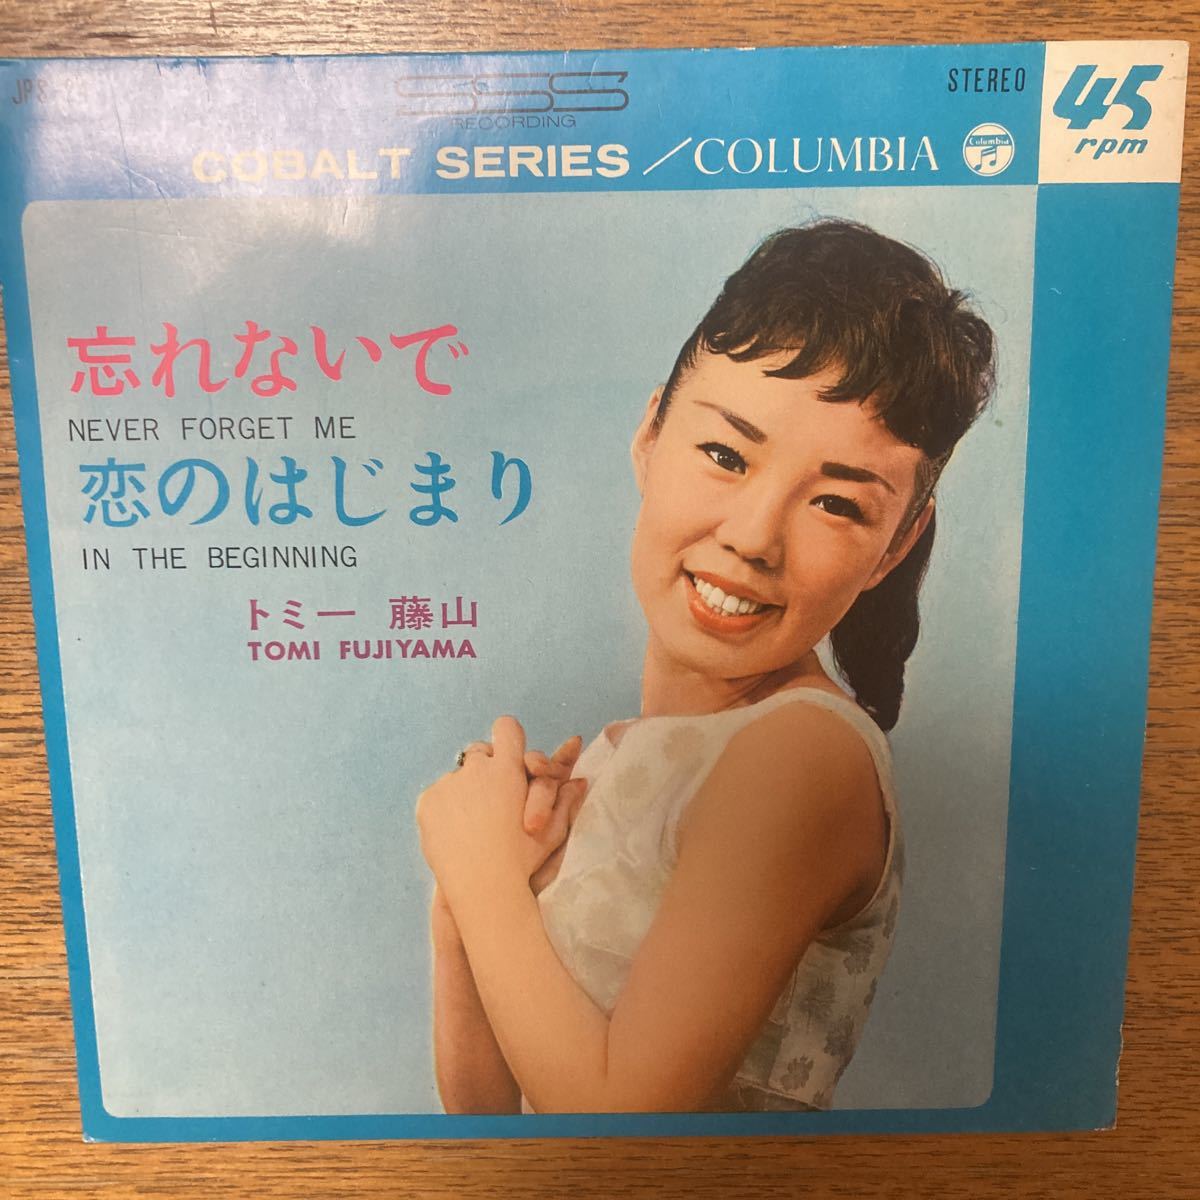 SSS
RECORDING
STEREO
45
rpm
COBALT SERIES / COLUMBIA
Columbia
忘れないで
NEVER FORGET ME
恋のはじまり
IN THE BEGINNING
トミー 藤山
TOMI FUJIYAMA